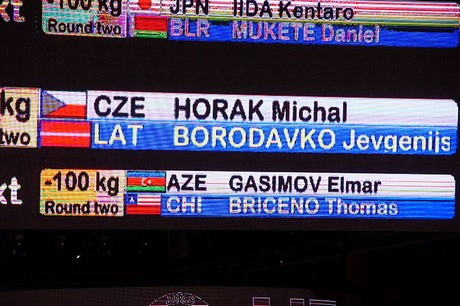 -100 kg JPN IIDA Kentaro
Round two BLR MUKETE Daniel
kg CZE HORAK Michal
two LAT BORODAVKO Jevgenijs
-100 kg AZE GASIMOV Elmar
Round two CHI BRICENO Thomas